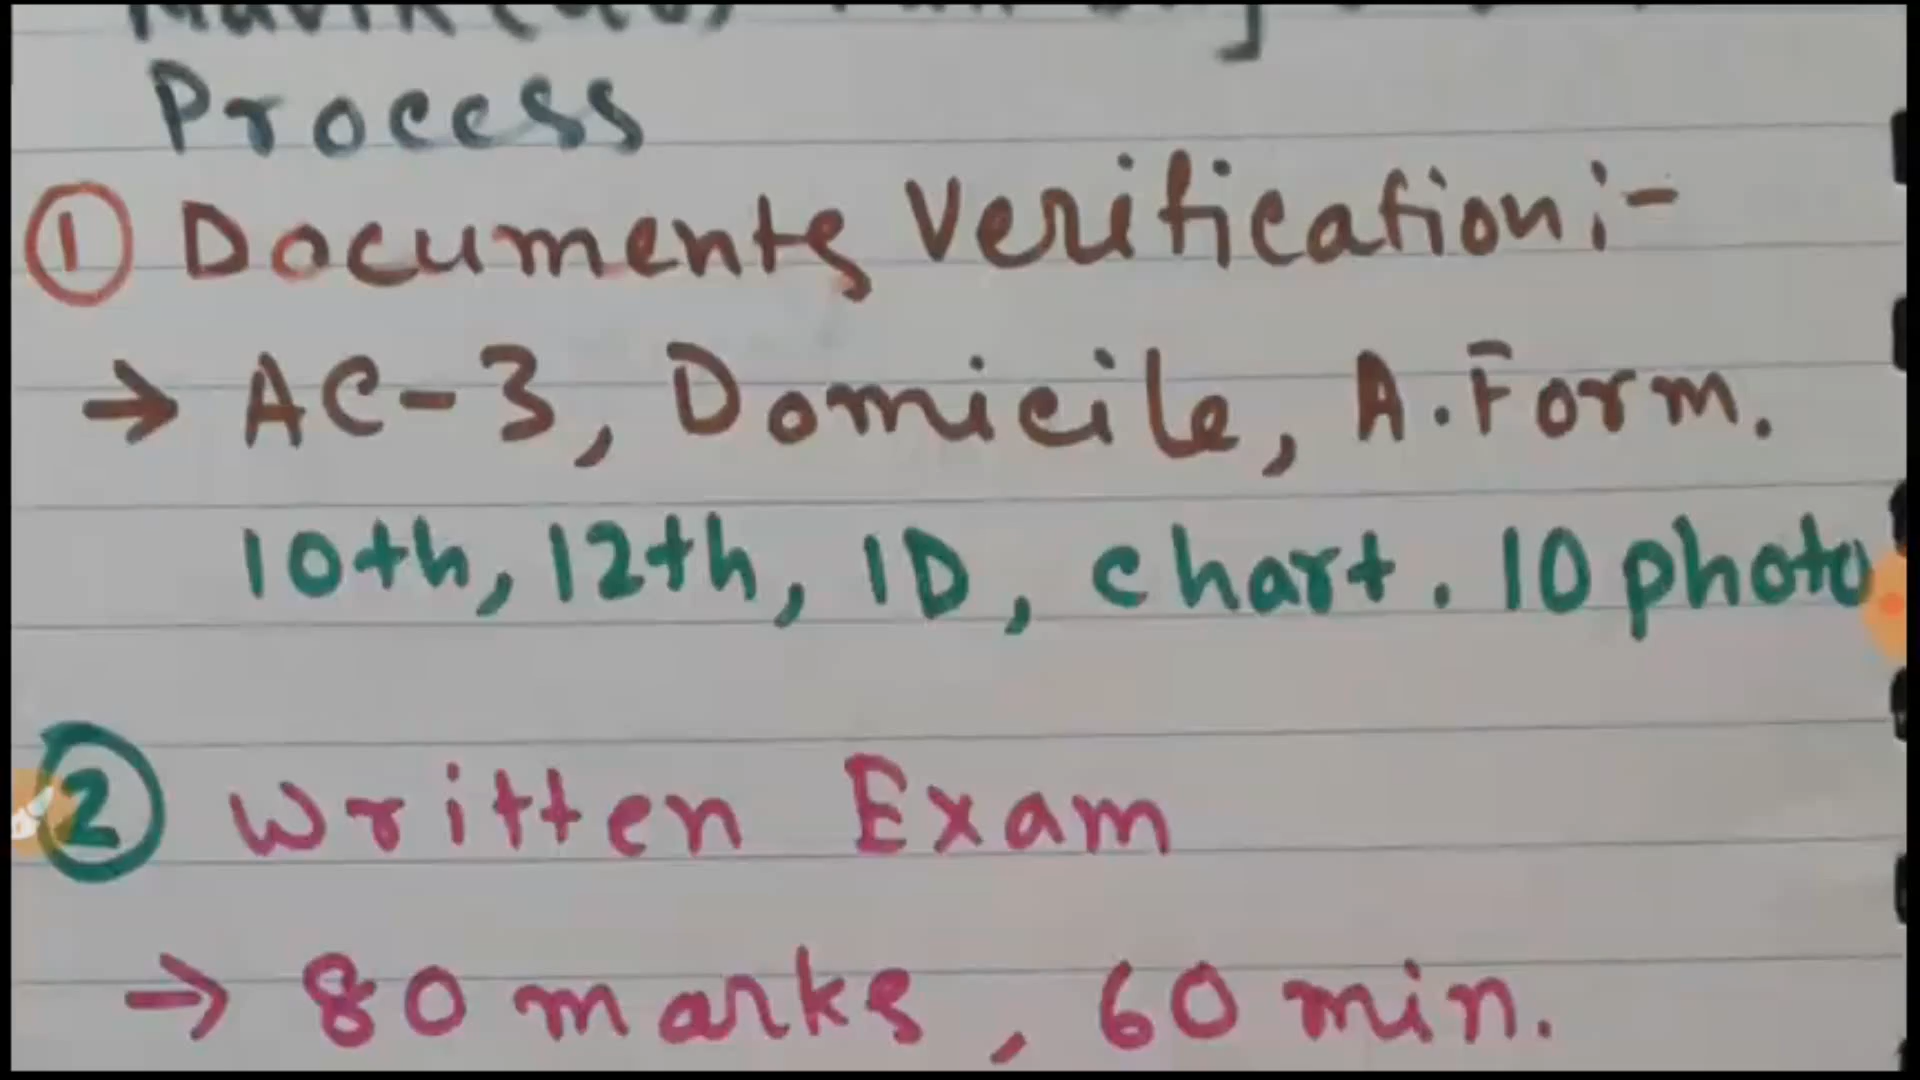 Process
① Documents Verification:-
→ AC-3, Domicile, A. Form.
10th, 12th, ID, chart. 10 photo
② Written Exam
→ 80 marks, 60 min.